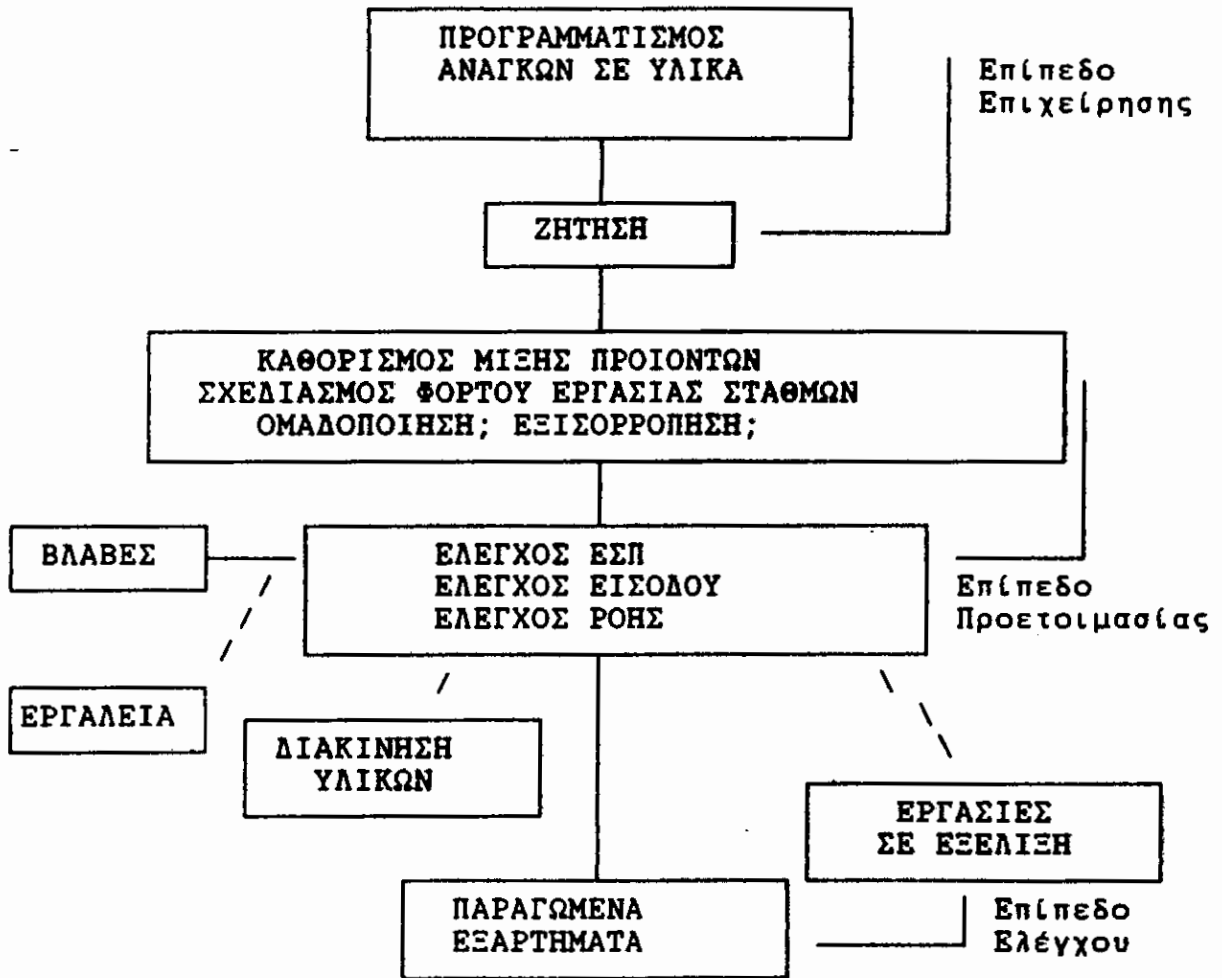 ΠΡΟΓΡΑΜΜΑΤΙΣΜΟΣ
ΑΝΑΓΚΩΝ ΣΕ ΥΛΙΚΑ
Επίπεδο
Επιχείρησης
ΖΗΤΗΣΗ
ΚΑΘΟΡΙΣΜΟΣ ΜΙΞΗΣ ΠΡΟΙΟΝΤΩΝ
ΣΧΕΔΙΑΣΜΟΣ ΦΟΡΤΟΥ ΕΡΓΑΣΙΑΣ ΣΤΑΘΜΩΝ
ΟΜΑΔΟΠΟΙΗΣΗ; ΕΞΙΣΟΡΡΟΠΗΣΗ;
ΒΛΑΒΕΣ
ΕΛΕΓΧΟΣ ΕΣΠ
ΕΛΕΓΧΟΣ ΕΙΣΟΔΟΥ
ΕΛΕΓΧΟΣ ΡΟΗΣ
Επίπεδο
Προετοιμασίας
ΕΡΓΑΛΕΙΑ
ΔΙΑΚΙΝΗΣΗ
ΥΛΙΚΩΝ
ΕΡΓΑΣΙΕΣ
ΣΕ ΕΞΕΛΙΞΗ
ΠΑΡΑΓΩΜΕΝΑ
ΕΞΑΡΤΗΜΑΤΑ
Επίπεδο
Ελέγχου